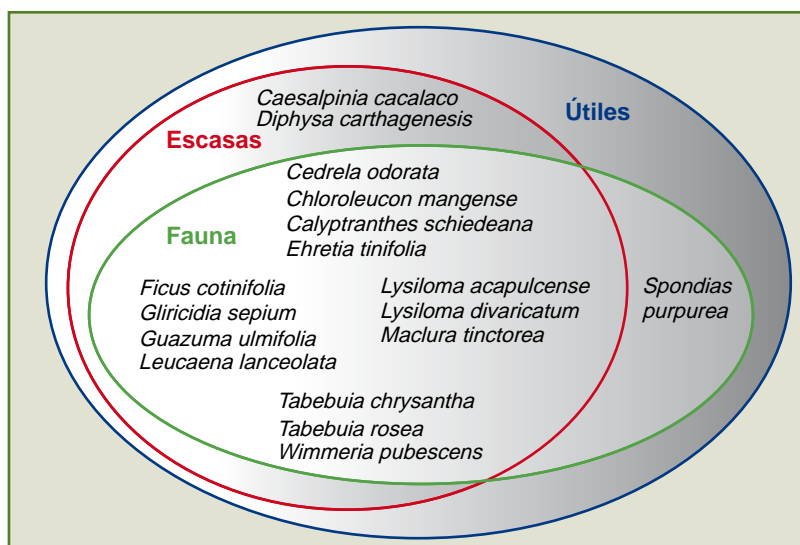 Caesalpinia cacalaco
Diphysa carthagenesis
Útiles
Escasas
Cedrela odorata
Chloroleucon mangense
Calyptranthes schiedeana
Ehretia tinifolia
Fauna
Ficus cotinifolia
Gliricidia sepium
Guazuma ulmifolia
Leucaena lanceolata
Lysiloma acapulcense
Lysiloma divaricatum
Maclura tinctorea
Spondias
purpurea
Tabebuia chrysantha
Tabebuia rosea
Wimmeria pubescens